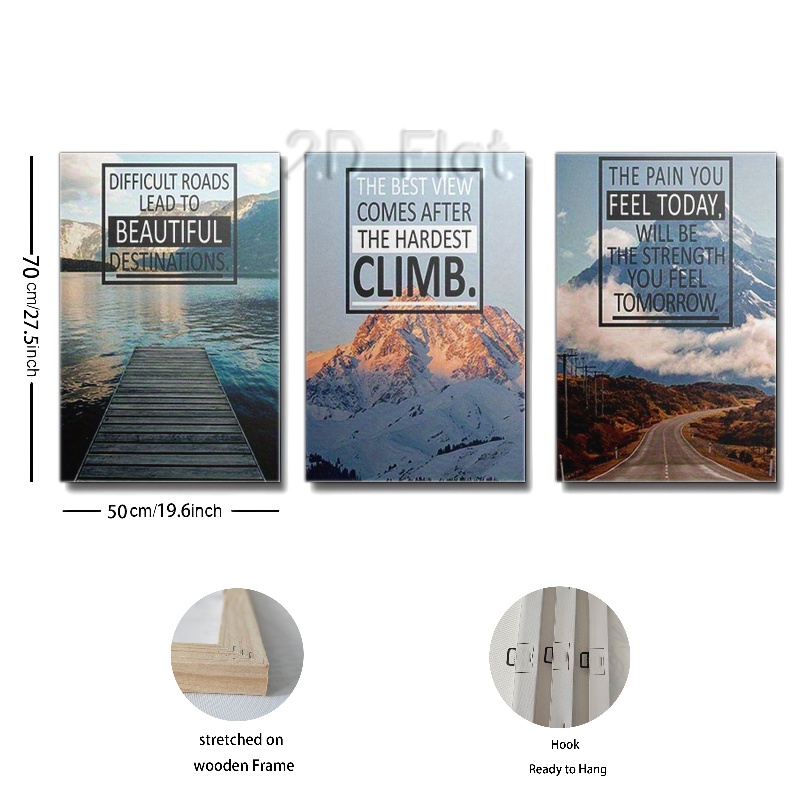 2D Flat
DIFFICULT ROADS
LEAD TO
BEAUTIFUL
DESTINATIONS.
THE BEST VIEW
COMES AFTER
THE HARDEST
CLIMB.
THE PAIN YOU
FEEL TODAY,
WILL BE
THE STRENGTH
YOU FEEL
TOMORROW.
70 cm/27.5inch
50 cm/19.6inch
stretched on
wooden Frame
Hook
Ready to Hang